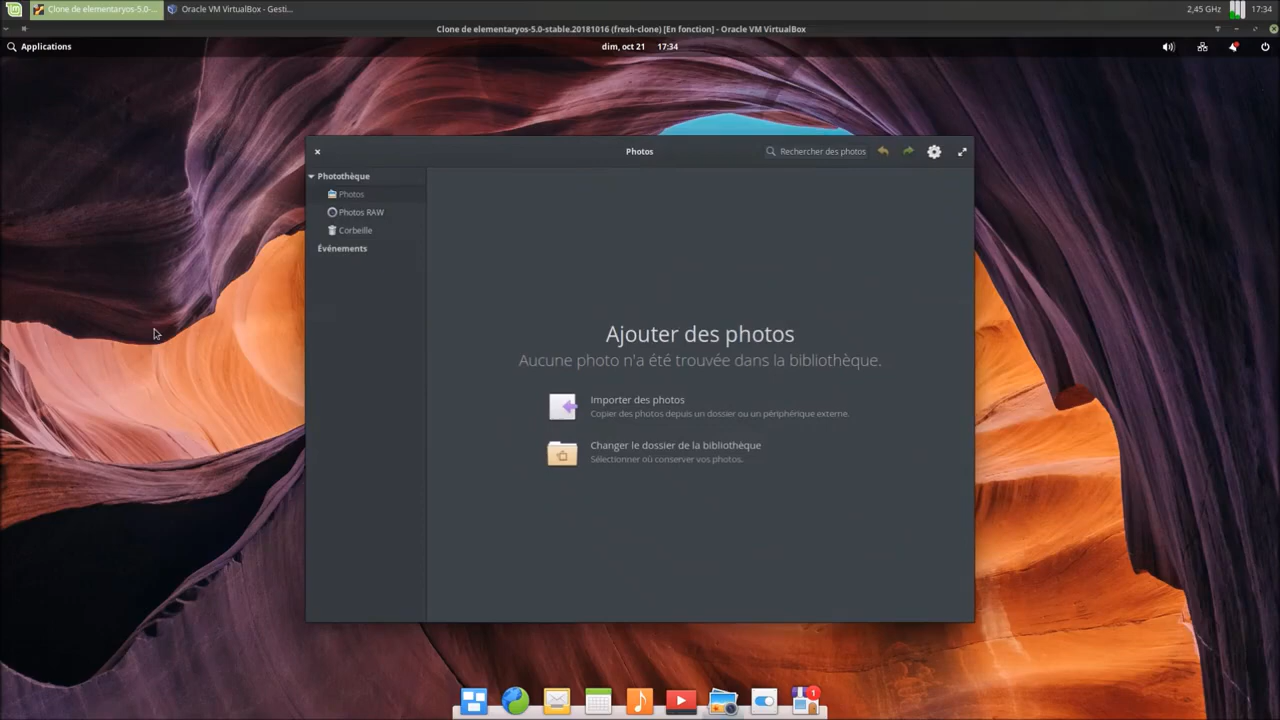 Clone de elementaryos-5.0-...
Oracle VM VirtualBox - Gesti...
2,45 GHz
17:34
Clone de elementaryos-5.0-stable.20181016 (fresh-clone) [En fonction] - Oracle VM VirtualBox
Applications
dim, oct 21 17:34
Photos
Rechercher des photos
Photothèque
Photos
Photos RAW
Corbeille
Événements
Ajouter des photos
Aucune photo n'a été trouvée dans la bibliothèque.
Importer des photos
Copier des photos depuis un dossier ou un périphérique externe.
Changer le dossier de la bibliothèque
Sélectionner où conserver vos photos.
1